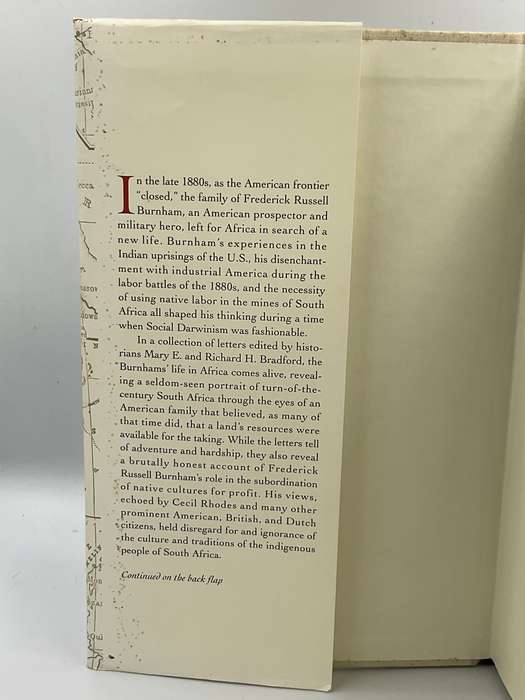 In the late 1880s, as the American frontier
“closed,” the family of Frederick Russell
Burnham, an American prospector and
military hero, left for Africa in search of a
new life. Burnham’s experiences in the
Indian uprisings of the U.S., his disenchant-
ment with industrial America during the
labor battles of the 1880s, and the necessity
of using native labor in the mines of South
Africa all shaped his thinking during a time
when Social Darwinism was fashionable.
In a collection of letters edited by histo-
rians Mary E. and Richard H. Bradford, the
Burnhams’ life in Africa comes alive, reveal-
ing a seldom-seen portrait of turn-of-the-
century South Africa through the eyes of an
American family that believed, as many of
that time did, that a land’s resources were
available for the taking. While the letters tell
of adventure and hardship, they also reveal
a brutally honest account of Frederick
Russell Burnham’s role in the subordination
of native cultures for profit. His views,
echoed by Cecil Rhodes and many other
prominent American, British, and Dutch
citizens, held disregard for and ignorance of
the culture and traditions of the indigenous
people of South Africa.
Continued on the back flap